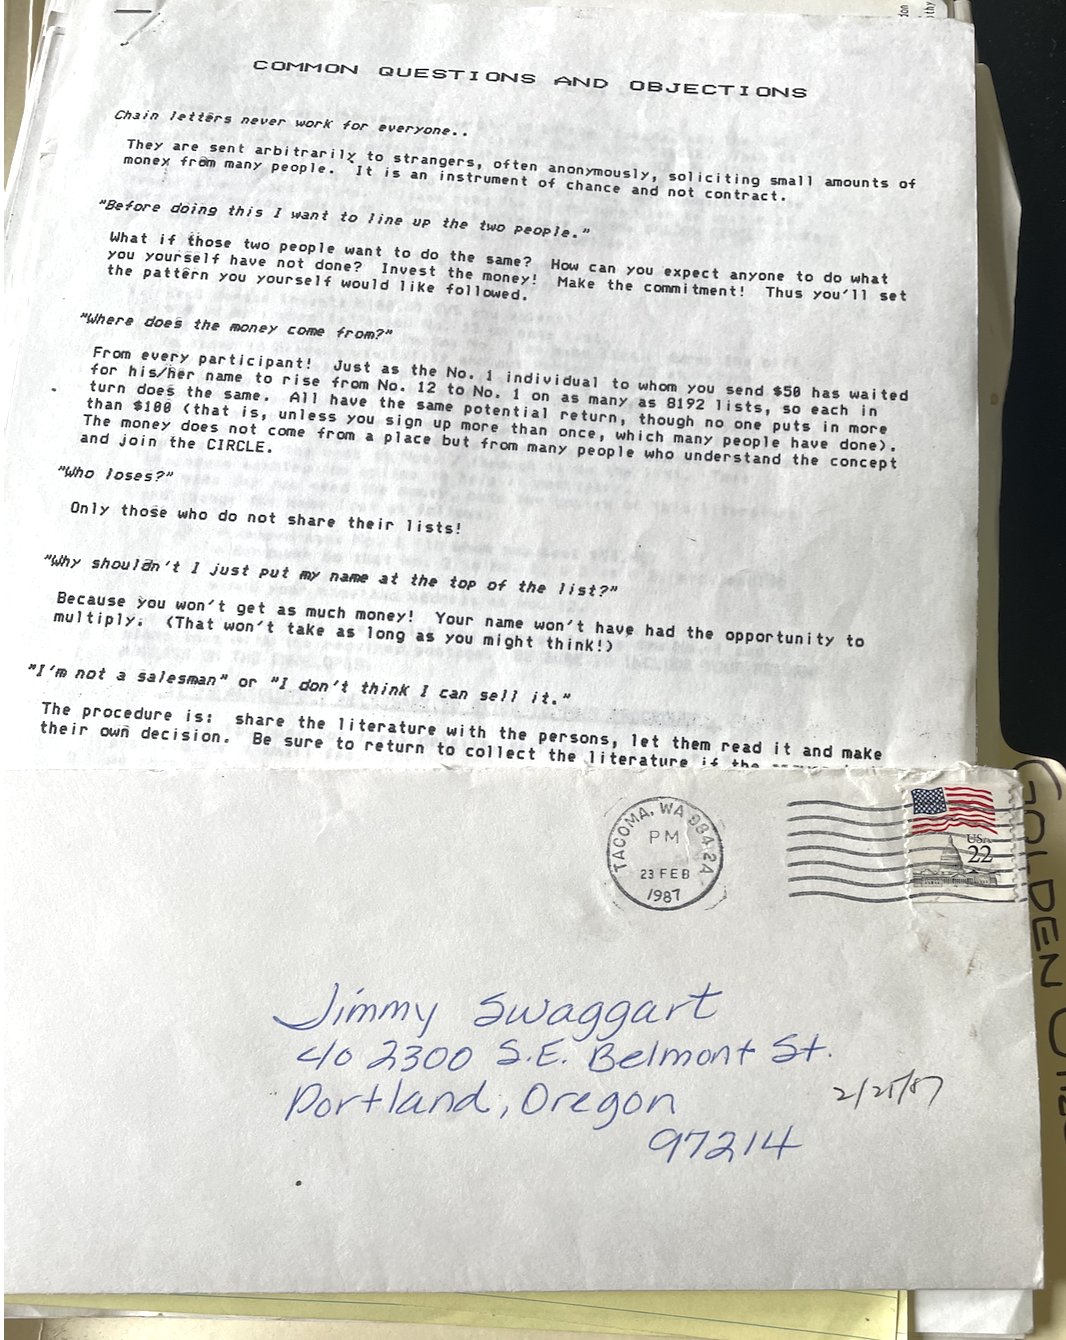 COMMON QUESTIONS AND OBJECTIONS
Chain letters never work for everyone..
They are sent arbitrarily to strangers, often anonymously, soliciting small amounts of
money from many people. It is an instrument of chance and not contract.
"Before doing this I want to line up the two people."
What if those two people want to do the same? How can you expect anyone to do what
you yourself have not done? Invest the money! Make the commitment! Thus you'll set
the pattern you yourself would like followed.
"Where does the money come from?"
From every participant! Just as the No. 1 individual to whom you send $50 has waited
for his/her name to rise from No. 12 to No. 1 on as many as 8192 lists, so each in
turn does the same. All have the same potential return, though no one puts in more
than $100 (that is, unless you sign up more than once, which many people have done).
The money does not come from a place but from many people who understand the concept
and join the CIRCLE.
"Who loses?"
Only those who do not share their lists!
"Why shouldn't I just put my name at the top of the list?"
Because you won't get as much money! Your name won't have had the opportunity to
multiply. (That won't take as long as you might think!)
"I'm not a salesman" or "I don't think I can sell it."
The procedure is: share the literature with the persons, let them read it and make
their own decision. Be sure to return to collect the literature if the
TACOMA, WA 984 2A
PM
23 FEB
1987
USA
22
Jimmy Swaggart
c/o 2300 S.E. Belmont St.
Portland, Oregon
97214
2/25/87
GOLDEN